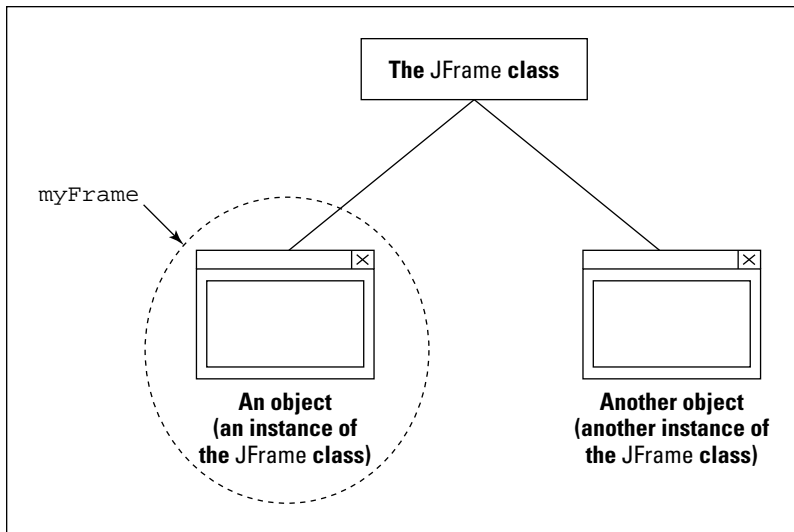 The JFrame class
myFrame
An object
(an instance of
the JFrame class)
Another object
(another instance of
the JFrame class)